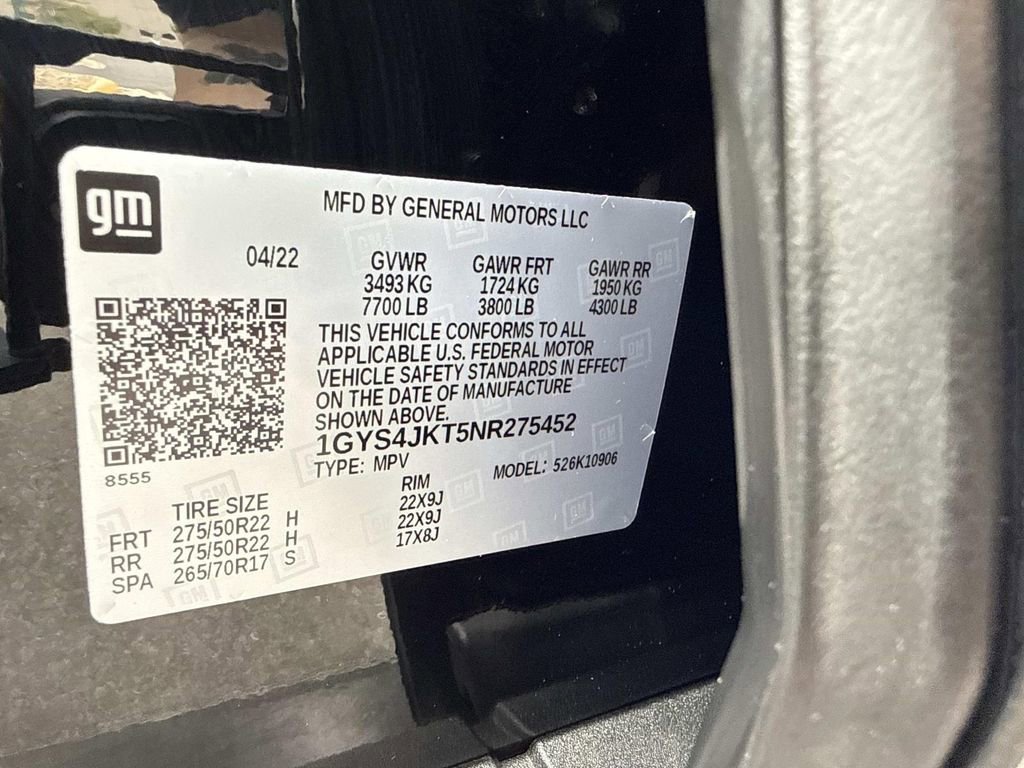 gm
MFD BY GENERAL MOTORS LLC
04/22 GVWR GAWR FRT GAWR RR
3493 KG 1724 KG 1950 KG
7700 LB 3800 LB 4300 LB
THIS VEHICLE CONFORMS TO ALL
APPLICABLE U.S. FEDERAL MOTOR
VEHICLE SAFETY STANDARDS IN EFFECT
ON THE DATE OF MANUFACTURE
SHOWN ABOVE.
1GYS4JKT5NR275452
TYPE: MPV MODEL: 526K10906
8555
TIRE SIZE RIM
FRT 275/50R22 H 22X9J
RR 275/50R22 H 22X9J
SPA 265/70R17 S 17X8J